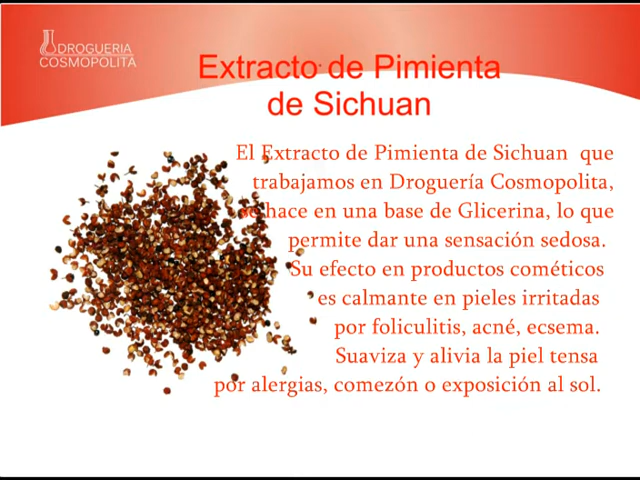 DROGUERIA
COSMOPOLITA
Extracto de Pimienta
de Sichuan
El Extracto de Pimienta de Sichuan que
trabajamos en Droguería Cosmopolita,
se hace en una base de Glicerina, lo que
permite dar una sensación sedosa.
Su efecto en productos cométicos
es calmante en pieles irritadas
por foliculitis, acné, ecsema.
Suaviza y alivia la piel tensa
por alergias, comezón o exposición al sol.